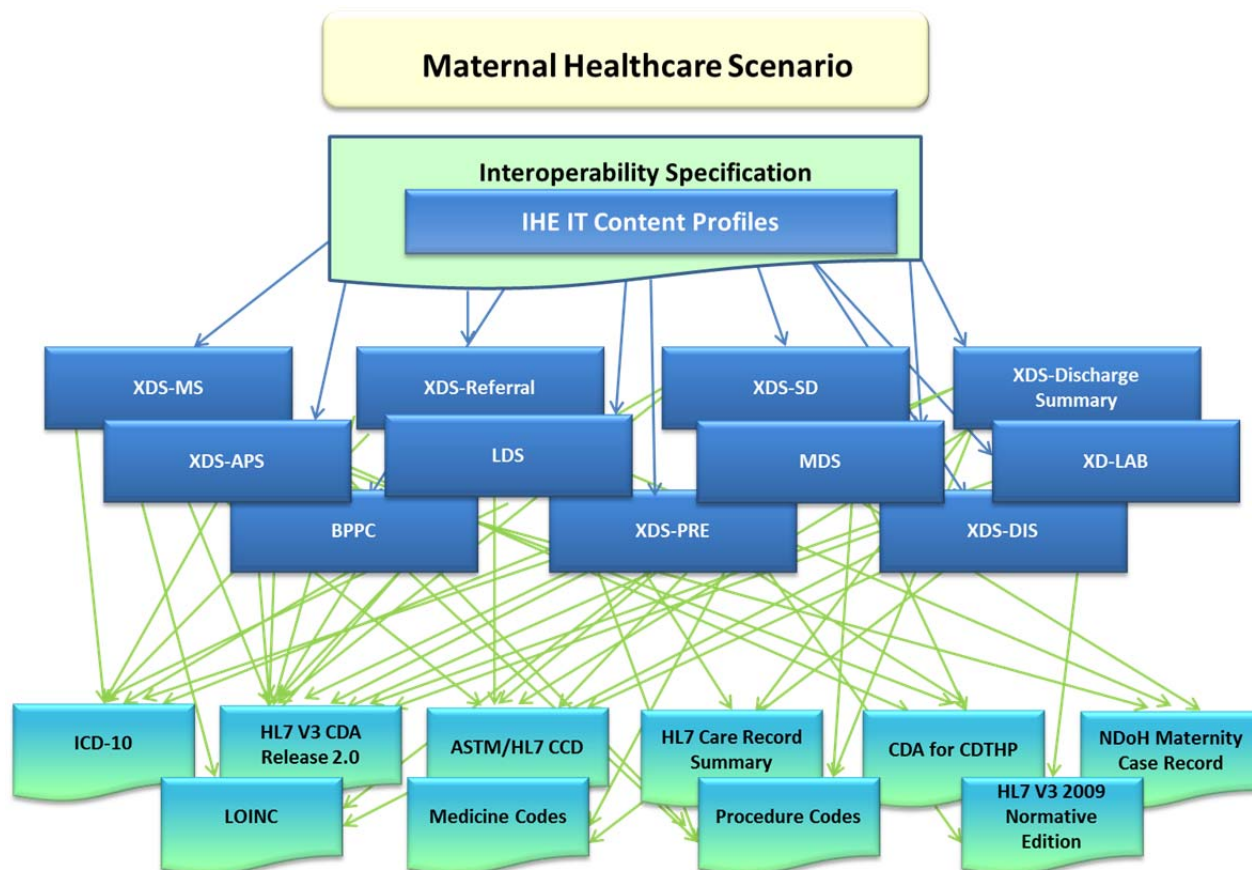 Maternal Healthcare Scenario
Interoperability Specification
IHE IT Content Profiles
XDS-MS
XDS-Referral
XDS-SD
XDS-Discharge
Summary
XDS-APS
LDS
MDS
XD-LAB
BPPC
XDS-PRE
XDS-DIS
ICD-10
HL7 V3 CDA
Release 2.0
ASTM/HL7 CCD
HL7 Care Record
Summary
CDA for CDTHP
NDoH Maternity
Case Record
LOINC
Medicine Codes
Procedure Codes
HL7 V3 2009
Normative
Edition